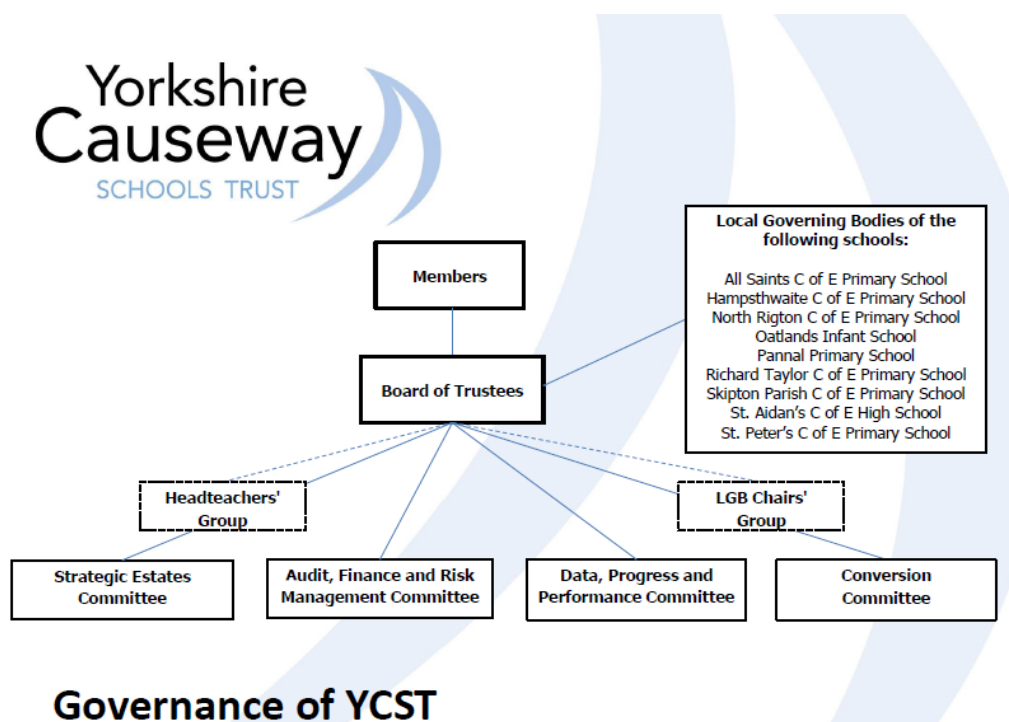 Yorkshire
Causeway
SCHOOLS TRUST
Local Governing Bodies of the
following schools:
All Saints C of E Primary School
Hampsthwaite C of E Primary School
North Rigton C of E Primary School
Oatlands Infant School
Pannal Primary School
Richard Taylor C of E Primary School
Skipton Parish C of E Primary School
St. Aidan's C of E High School
St. Peter's C of E Primary School
Members
Board of Trustees
Headteachers'
Group
LGB Chairs'
Group
Strategic Estates
Committee
Audit, Finance and Risk
Management Committee
Data, Progress and
Performance Committee
Conversion
Committee
Governance of YCST